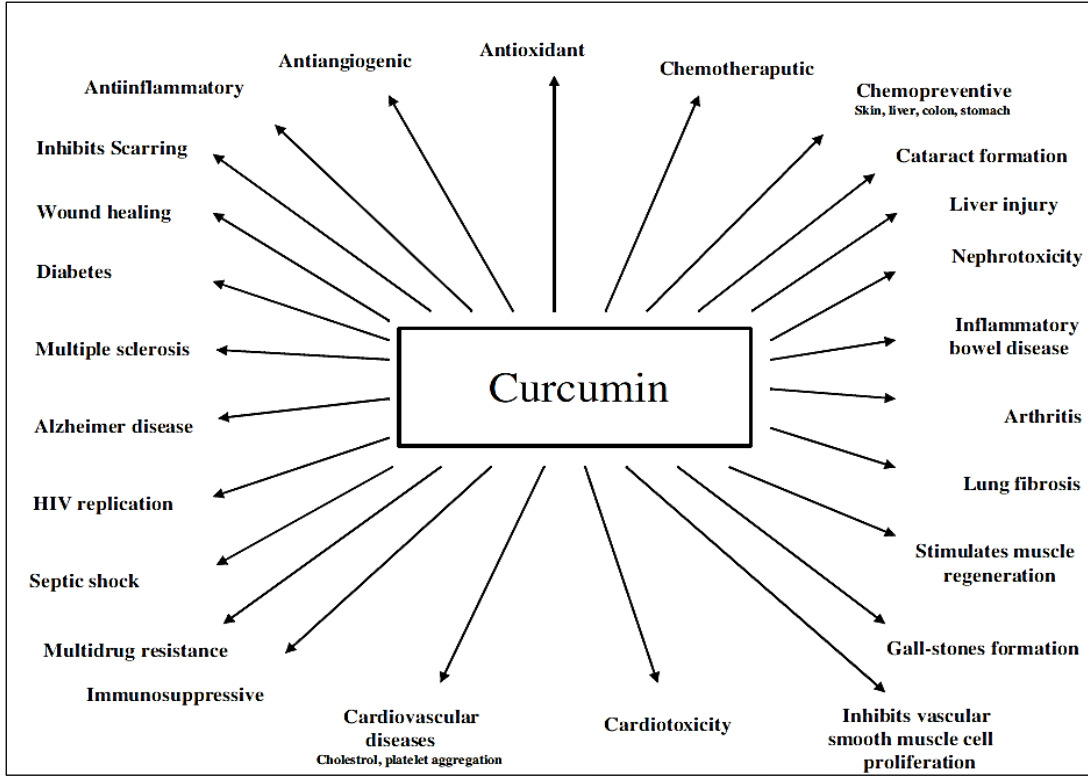 Antioxidant
Antiangiogenic
Chemotheraputic
Antiinflammatory
Chemopreventive
Skin, liver, colon, stomach
Inhibits Scarring
Cataract formation
Wound healing
Liver injury
Diabetes
Nephrotoxicity
Multiple sclerosis
Inflammatory
bowel disease
Curcumin
Alzheimer disease
Arthritis
HIV replication
Lung fibrosis
Septic shock
Stimulates muscle
regeneration
Multidrug resistance
Gall-stones formation
Immunosuppressive
Cardiovascular
diseases
Cholestrol, platelet aggregation
Cardiotoxicity
Inhibits vascular
smooth muscle cell
proliferation